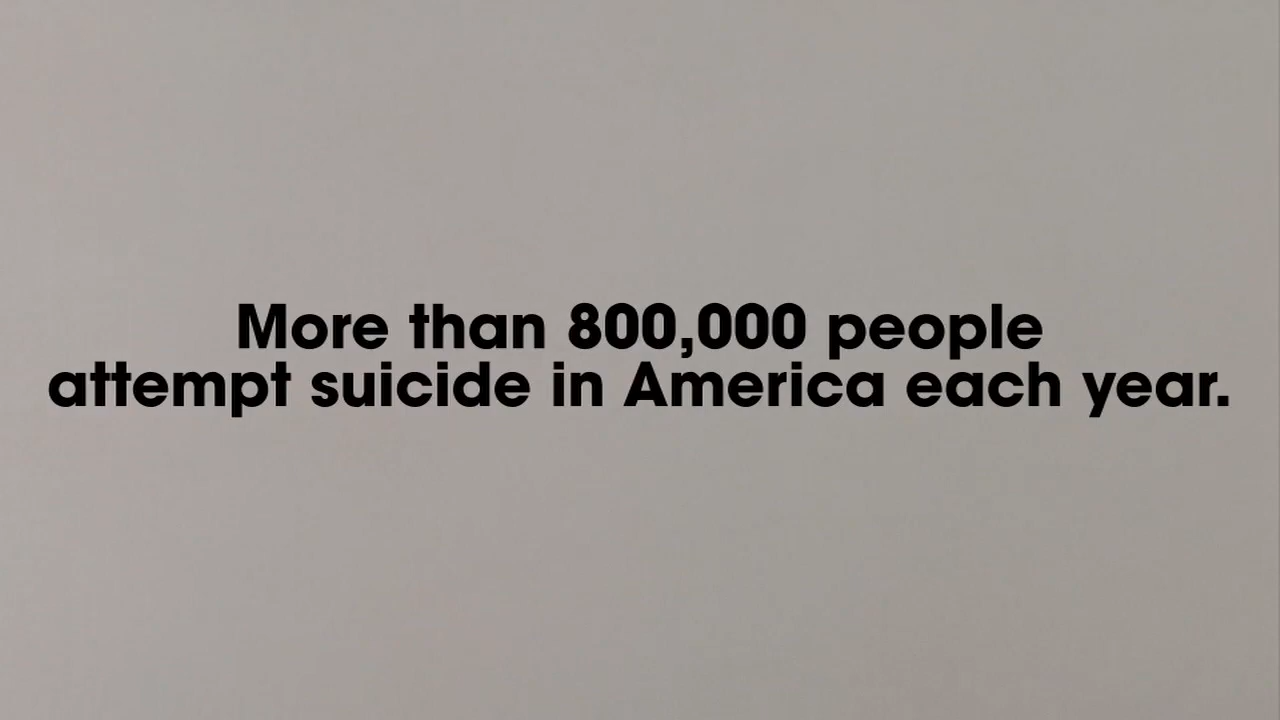 More than 800,000 people
attempt suicide in America each year.